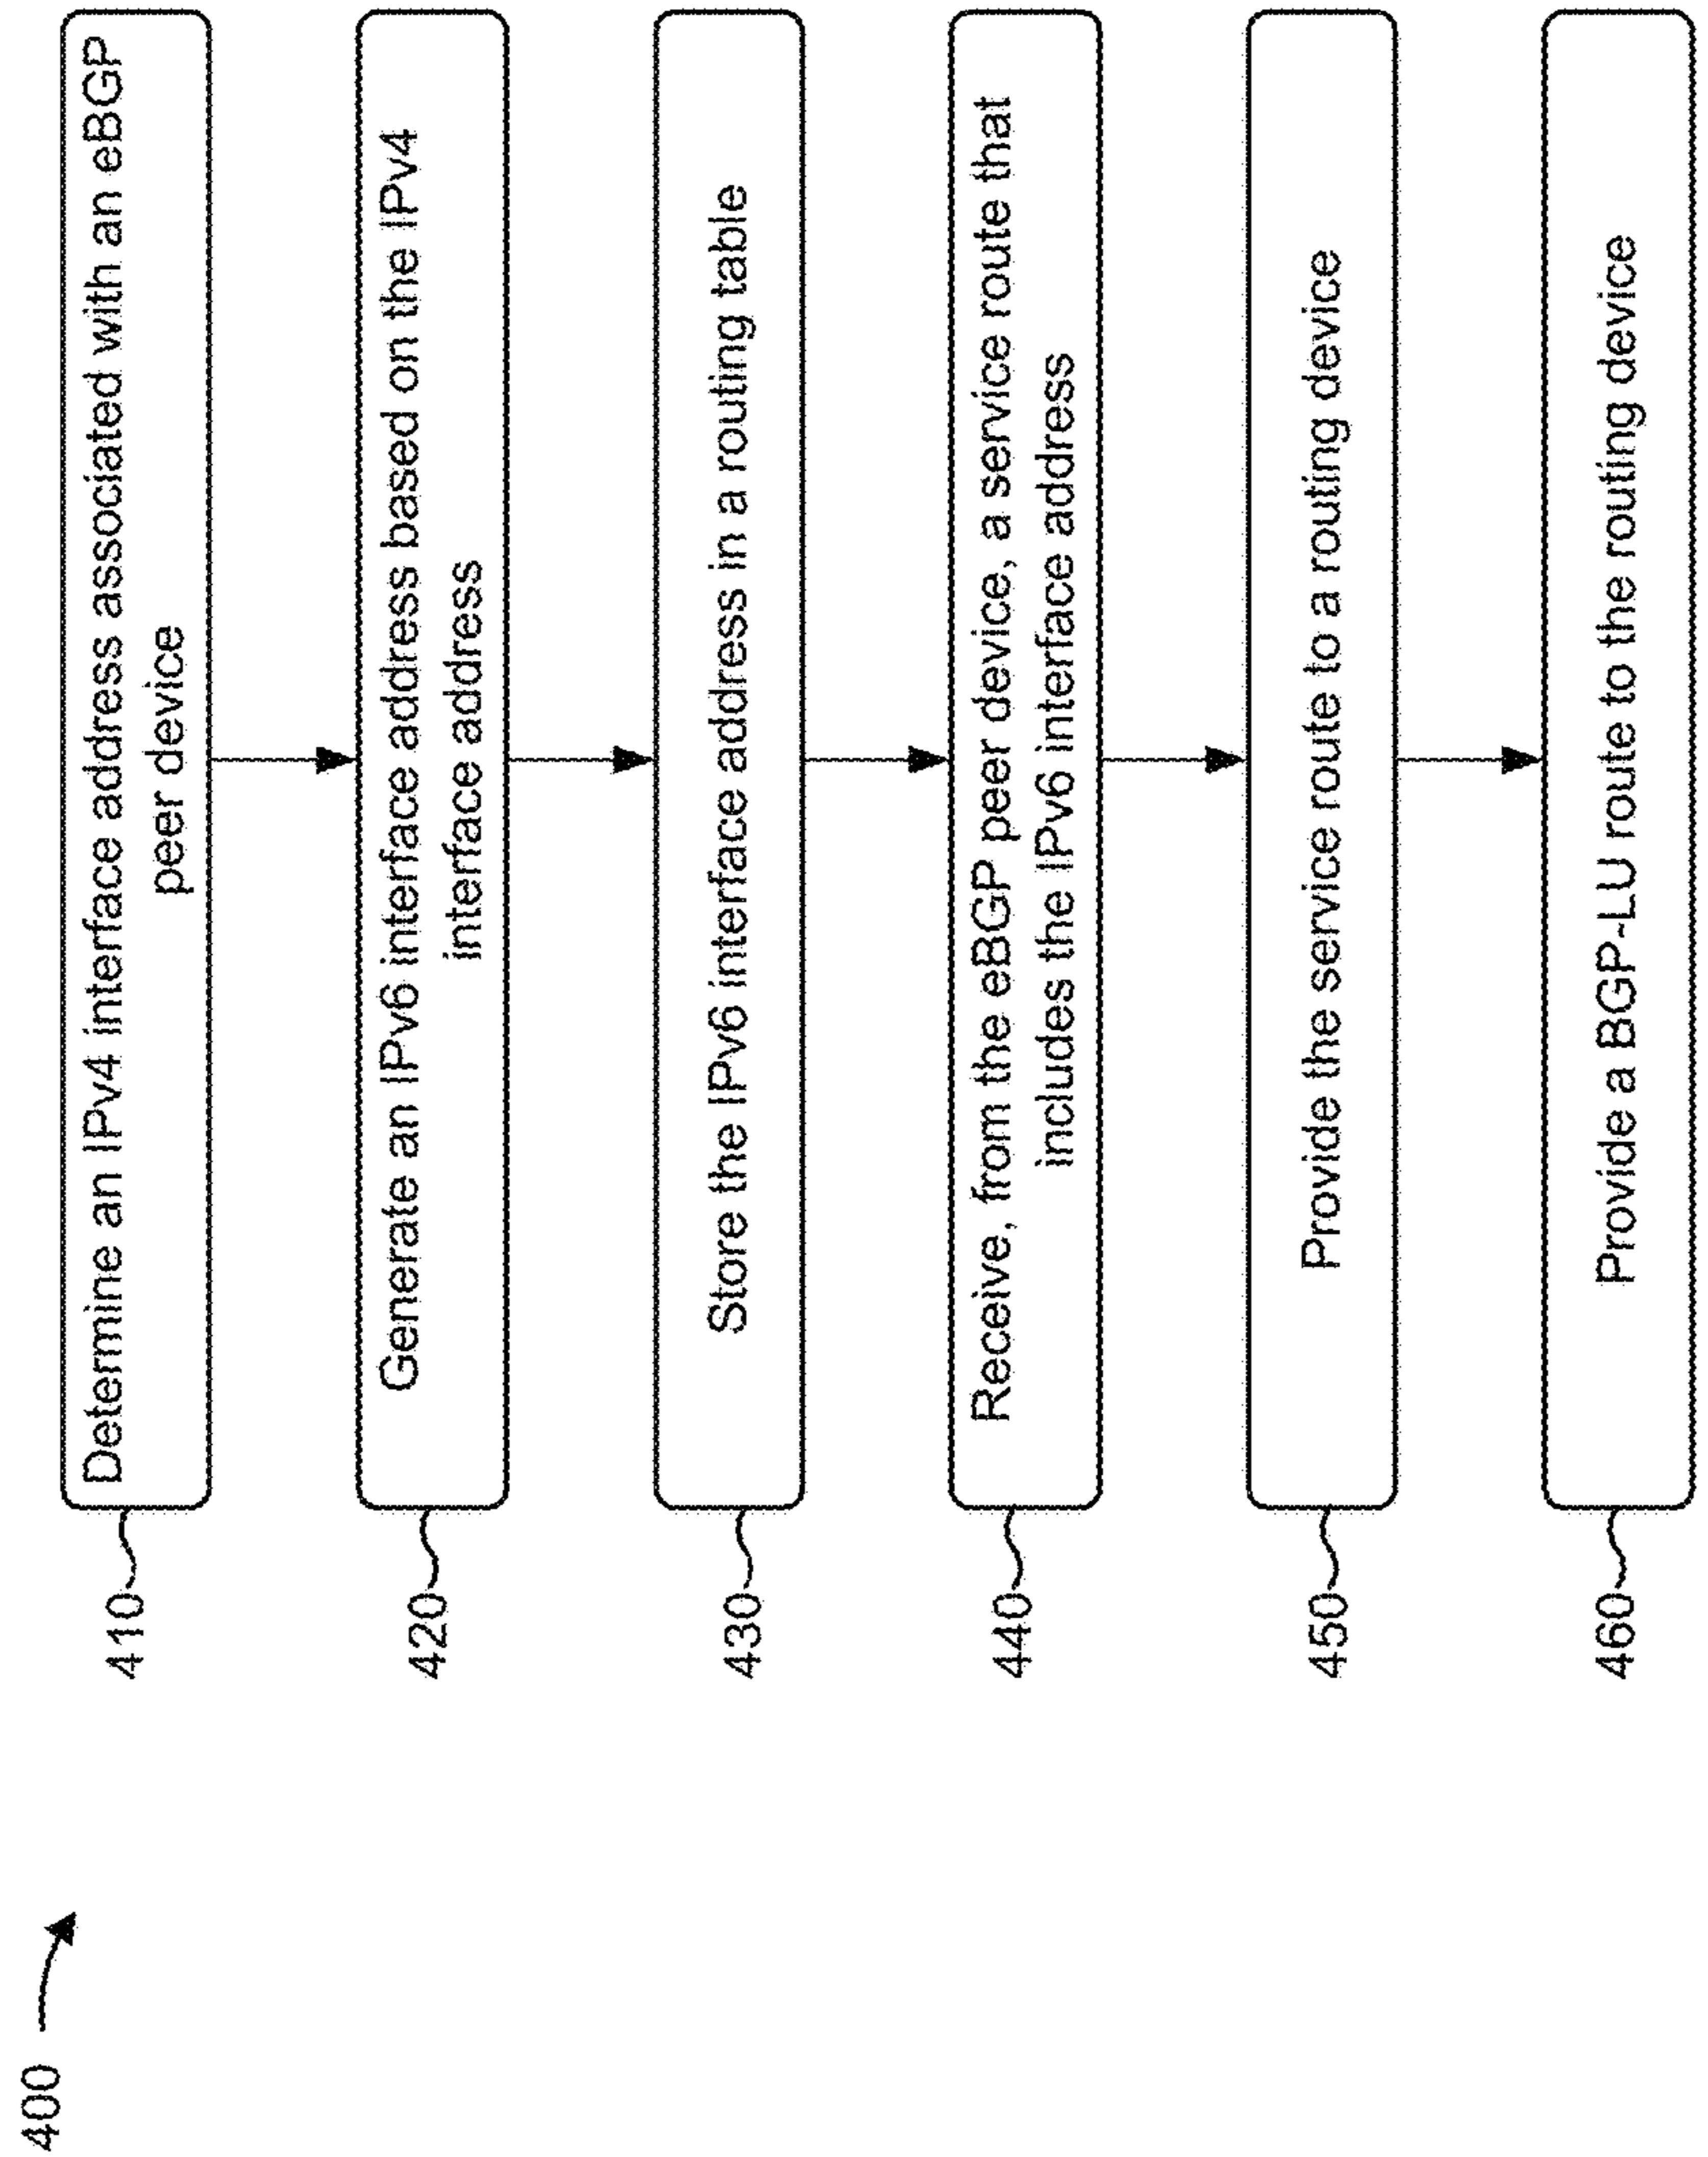 400
410
Determine an IPv4 interface address associated with an eBGP
peer device
420
Generate an IPv6 interface address based on the IPv4
interface address
430
Store the IPv6 interface address in a routing table
440
Receive, from the eBGP peer device, a service route that
includes the IPv6 interface address
450
Provide the service route to a routing device
460
Provide a BGP-LU route to the routing device